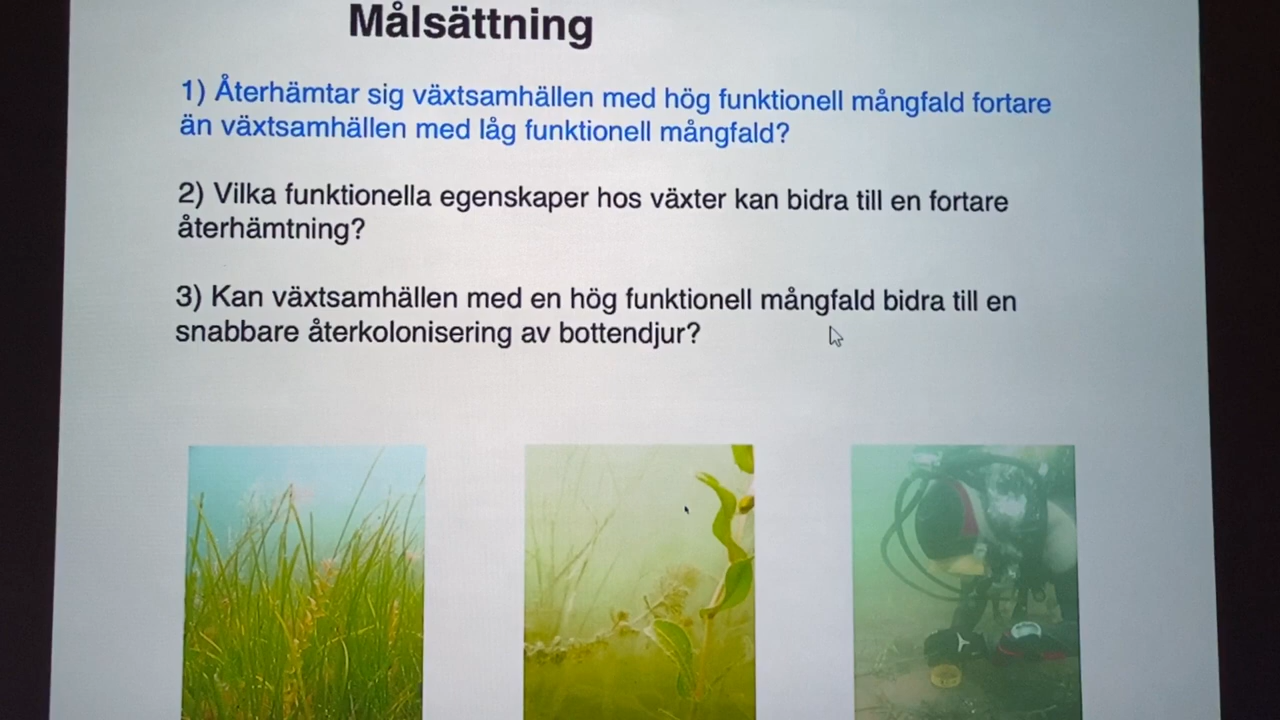 Målsättning
1) Återhämtar sig växtsamhällen med hög funktionell mångfald fortare
än växtsamhällen med låg funktionell mångfald?
2) Vilka funktionella egenskaper hos växter kan bidra till en fortare
återhämtning?
3) Kan växtsamhällen med en hög funktionell mångfald bidra till en
snabbare återkolonisering av bottendjur?